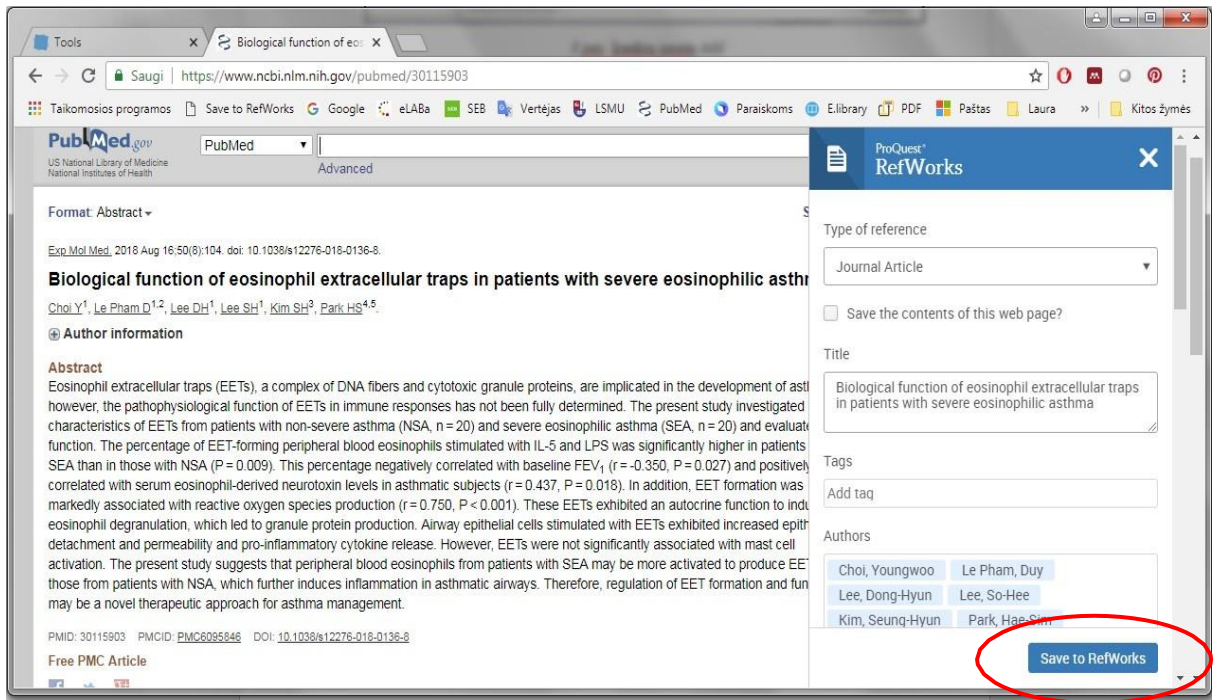 Tools
Biological function of eos
Saugi | https://www.ncbi.nlm.nih.gov/pubmed/30115903
Taikomosios programos Save to RefWorks Google eLABa SEB Vertėjas LSMU PubMed Paraiskoms E.library PDF Paštas Laura » Kitos žymės
PubMed.gov
US National Library of Medicine
National Institutes of Health
PubMed
Advanced
Format: Abstract
Exp Mol Med. 2018 Aug 16;50(8):104. doi: 10.1038/s12276-018-0136-8.
Biological function of eosinophil extracellular traps in patients with severe eosinophilic asthr
Choi Y1, Le Pham D1,2, Lee DH1, Lee SH1, Kim SH3, Park HS4,5.
Author information
Abstract
Eosinophil extracellular traps (EETs), a complex of DNA fibers and cytotoxic granule proteins, are implicated in the development of ast
however, the pathophysiological function of EETs in immune responses has not been fully determined. The present study investigated
characteristics of EETs from patients with non-severe asthma (NSA, n = 20) and severe eosinophilic asthma (SEA, n = 20) and evaluate
function. The percentage of EET-forming peripheral blood eosinophils stimulated with IL-5 and LPS was significantly higher in patients
SEA than in those with NSA (P = 0.009). This percentage negatively correlated with baseline FEV1 (r = -0.350, P = 0.027) and positively
correlated with serum eosinophil-derived neurotoxin levels in asthmatic subjects (r = 0.437, P = 0.018). In addition, EET formation was
markedly associated with reactive oxygen species production (r = 0.750, P < 0.001). These EETs exhibited an autocrine function to indu
eosinophil degranulation, which led to granule protein production. Airway epithelial cells stimulated with EETs exhibited increased epith
detachment and permeability and pro-inflammatory cytokine release. However, EETs were not significantly associated with mast cell
activation. The present study suggests that peripheral blood eosinophils from patients with SEA may be more activated to produce EE
those from patients with NSA, which further induces inflammation in asthmatic airways. Therefore, regulation of EET formation and fun
may be a novel therapeutic approach for asthma management.
PMID: 30115903 PMCID: PMC6095846 DOI: 10.1038/s12276-018-0136-8
Free PMC Article
ProQuest®
RefWorks
Type of reference
Journal Article
Save the contents of this web page?
Title
Biological function of eosinophil extracellular traps
in patients with severe eosinophilic asthma
Tags
Add tag
Authors
Choi, Youngwoo Le Pham, Duy
Lee, Dong-Hyun Lee, So-Hee
Kim, Seung-Hyun Park, Hae-Sim
Save to RefWorks